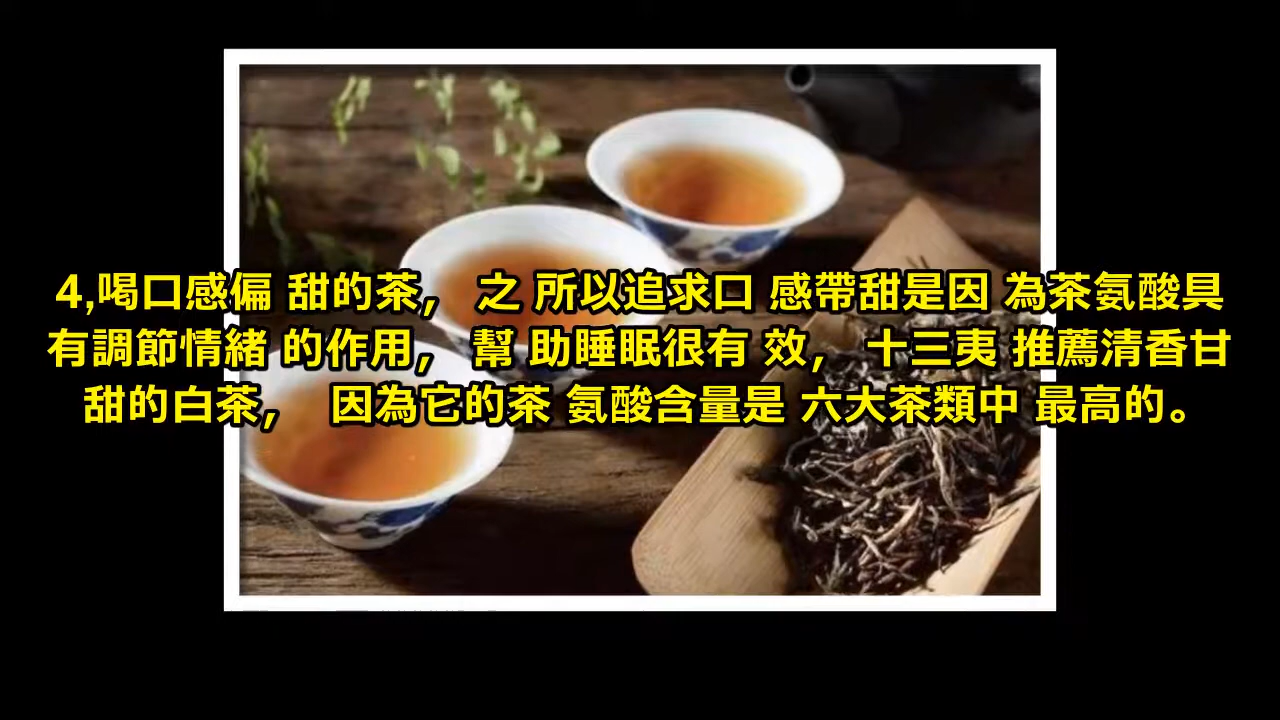 4,喝口感偏 甜的茶， 之 所以追求口 感帶甜是因 為茶氨酸具
有調節情緒 的作用， 幫 助睡眠很有 效， 十三夷 推薦清香甘
甜的白茶， 因為它的茶 氨酸含量是 六大茶類中 最高的。